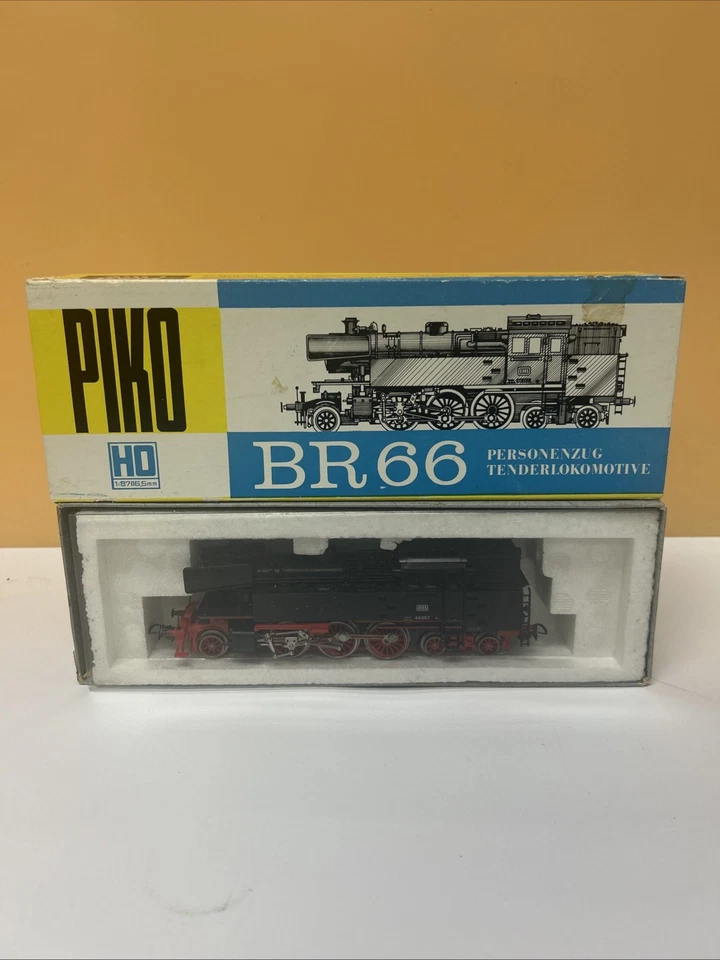 PIKO
HO
1:87 16,5mm
BR 66
PERSONENZUG
TENDERLOKOMOTIVE
DB